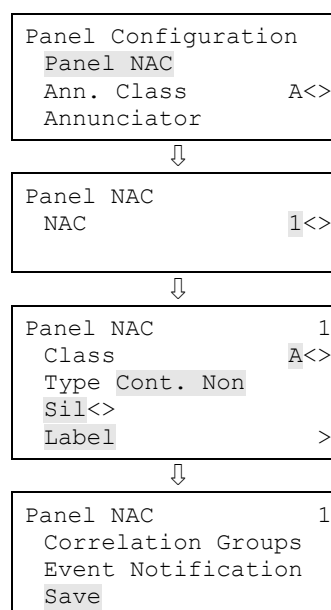 Panel Configuration
Panel NAC
Ann. Class A<>
Annunciator
⇩
Panel NAC
NAC 1<>
⇩
Panel NAC 1
Class A<>
Type Cont. Non
Sil<>
Label >
⇩
Panel NAC 1
Correlation Groups
Event Notification
Save